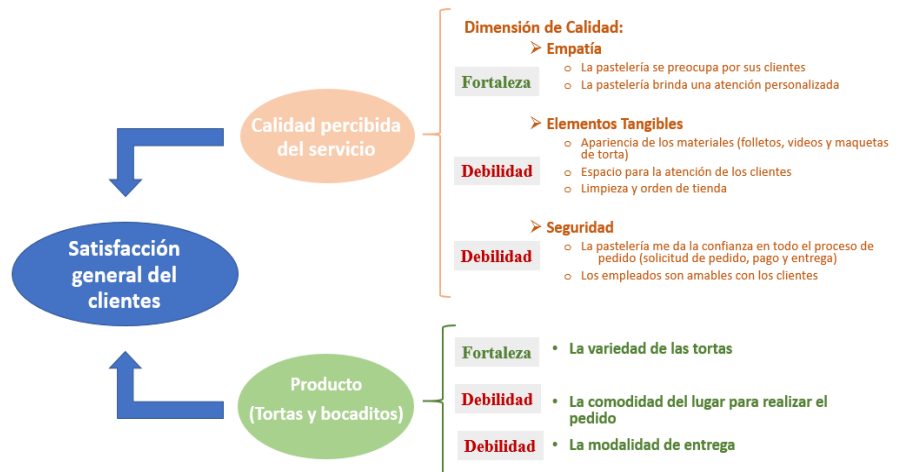 Dimensión de Calidad:
➤ Empatía
Fortaleza
o La pastelería se preocupa por sus clientes
o La pastelería brinda una atención personalizada
Calidad percibida
del servicio
➤ Elementos Tangibles
Debilidad
o Apariencia de los materiales (folletos, videos y maquetas
de torta)
o Espacio para la atención de los clientes
o Limpieza y orden de tienda
➤ Seguridad
Debilidad
o La pastelería me da la confianza en todo el proceso de
pedido (solicitud de pedido, pago y entrega)
o Los empleados son amables con los clientes
Satisfacción
general del
clientes
Producto
(Tortas y bocaditos)
Fortaleza
• La variedad de las tortas
Debilidad
• La comodidad del lugar para realizar el
pedido
Debilidad
• La modalidad de entrega